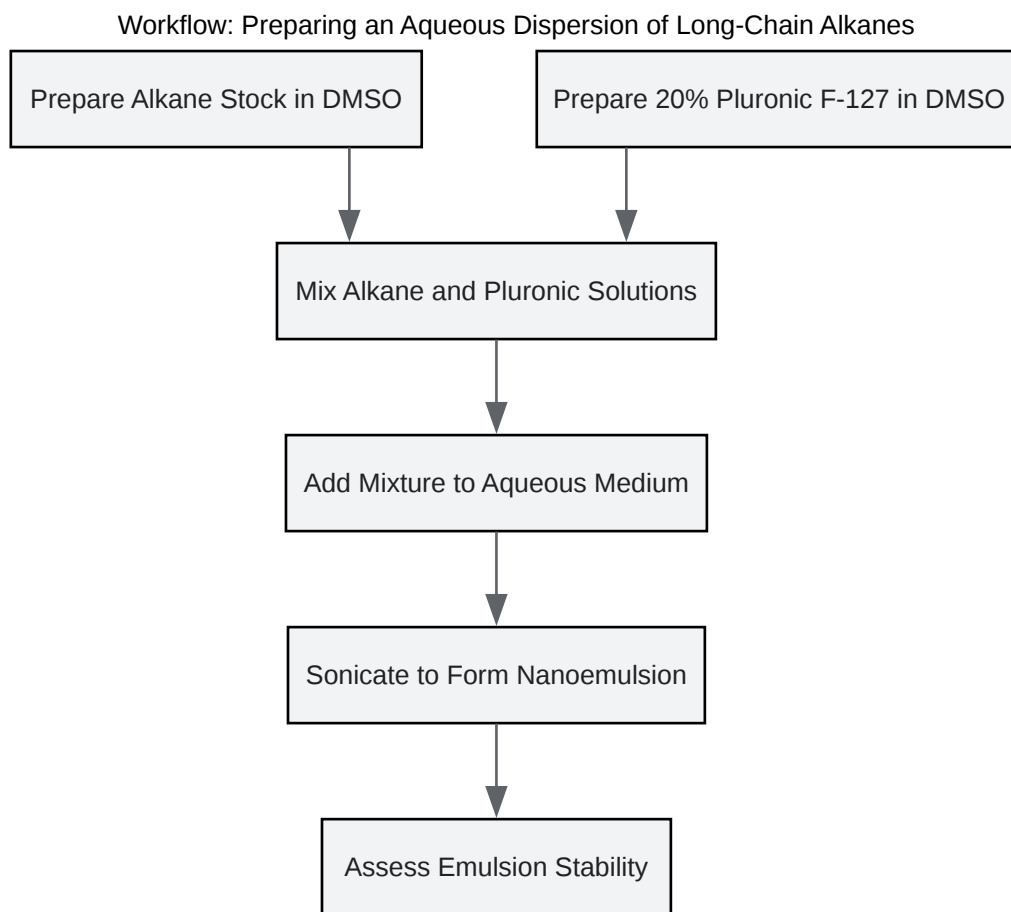 Workflow: Preparing an Aqueous Dispersion of Long-Chain Alkanes
Prepare Alkane Stock in DMSO
Prepare 20% Pluronic F-127 in DMSO
Mix Alkane and Pluronic Solutions
Add Mixture to Aqueous Medium
Sonicate to Form Nanoemulsion
Assess Emulsion Stability